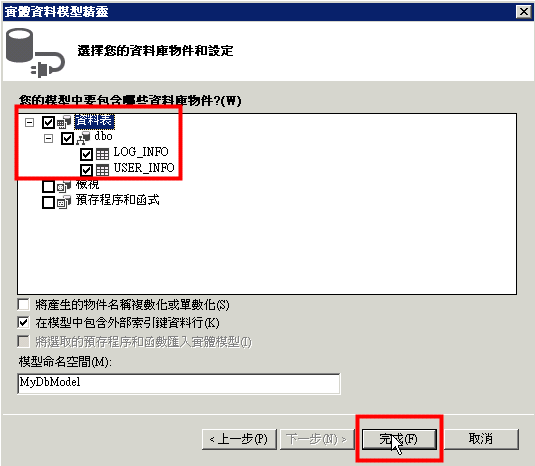 實體資料模型精靈
選擇您的資料庫物件和設定
您的模型中要包含哪些資料庫物件?(W)
資料表
dbo
LOG_INFO
USER_INFO
檢視
預存程序和函式
將產生的物件名稱複數化或單數化(S)
在模型中包含外部索引鍵資料行(K)
將選取的預存程序和函數匯入實體模型(I)
模型命名空間(M):
MyDbModel
< 上一步(P) 下一步(N) > 完成(F) 取消